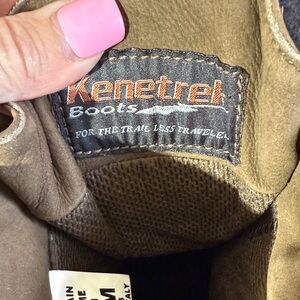 Kenetrek
Boots
FOR THE TRAIL LESS TRAVELED
M